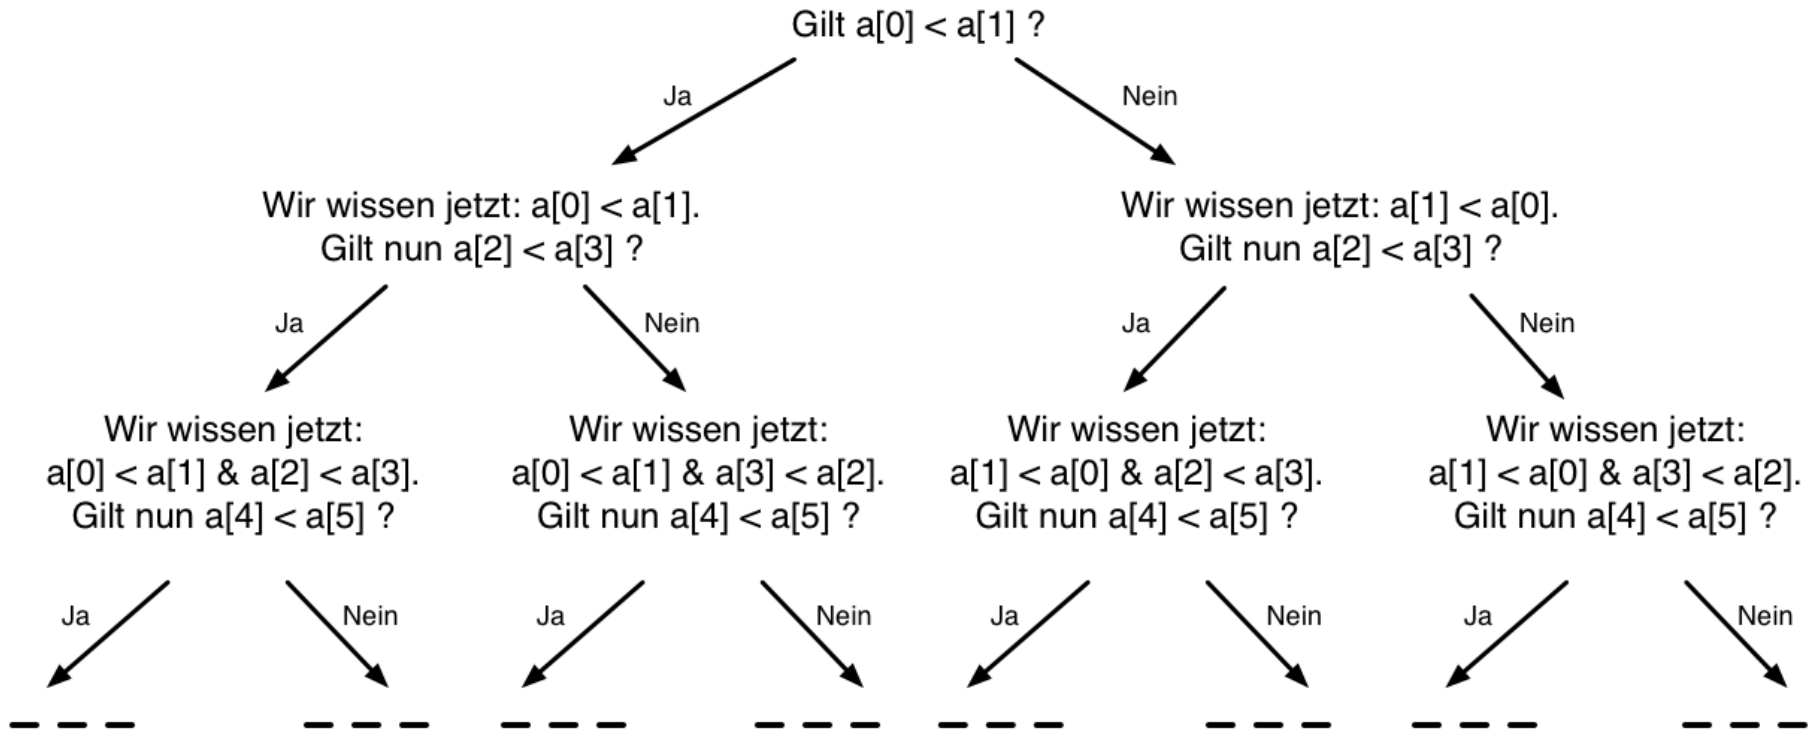 Gilt a[0] < a[1] ?
Ja
Nein
Wir wissen jetzt: a[0] < a[1].
Gilt nun a[2] < a[3] ?
Wir wissen jetzt: a[1] < a[0].
Gilt nun a[2] < a[3] ?
Ja
Nein
Ja
Nein
Wir wissen jetzt:
a[0] < a[1] & a[2] < a[3].
Gilt nun a[4] < a[5] ?
Wir wissen jetzt:
a[0] < a[1] & a[3] < a[2].
Gilt nun a[4] < a[5] ?
Wir wissen jetzt:
a[1] < a[0] & a[2] < a[3].
Gilt nun a[4] < a[5] ?
Wir wissen jetzt:
a[1] < a[0] & a[3] < a[2].
Gilt nun a[4] < a[5] ?
Ja
Nein
Ja
Nein
Ja
Nein
Ja
Nein